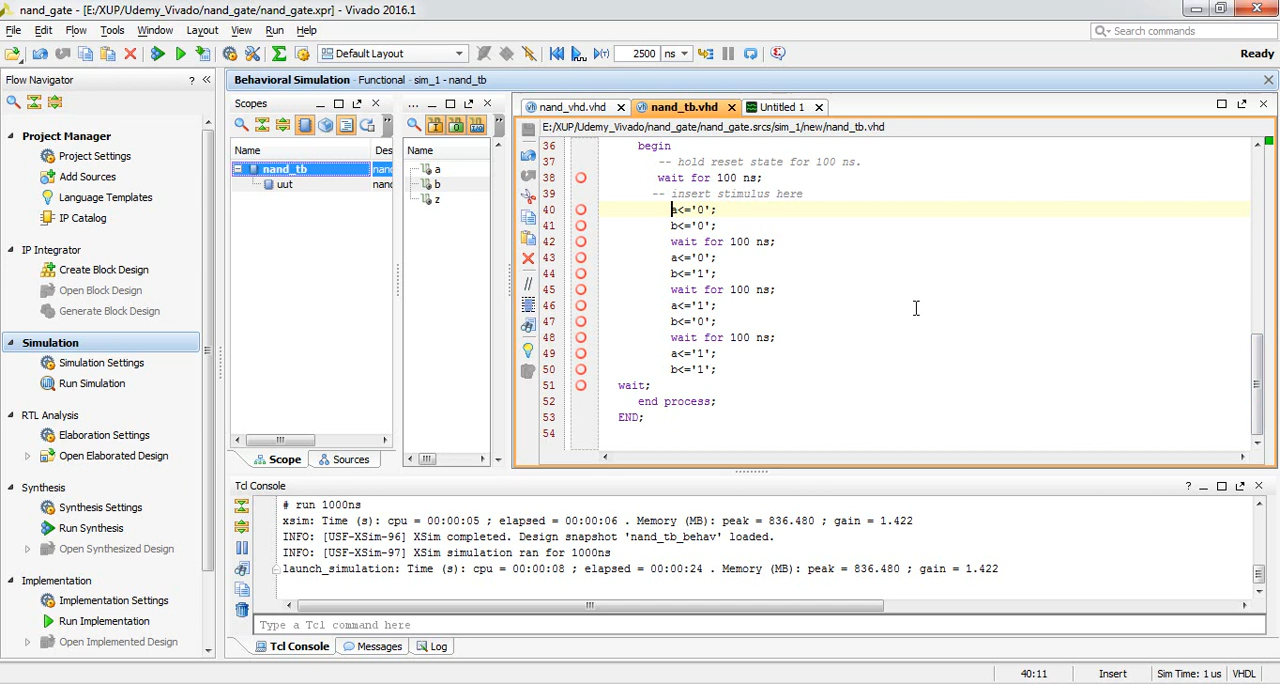 nand_gate - [E:/XUP/Udemy_Vivado/nand_gate/nand_gate.xpr] - Vivado 2016.1
File Edit Flow Tools Window Layout View Run Help
Search commands
Default Layout
2500 ns
Ready
Flow Navigator ? «
Behavioral Simulation - Functional - sim_1 - nand_tb
Project Manager
Project Settings
Add Sources
Language Templates
IP Catalog
IP Integrator
Create Block Design
Open Block Design
Generate Block Design
Simulation
Simulation Settings
Run Simulation
RTL Analysis
Elaboration Settings
Open Elaborated Design
Synthesis
Synthesis Settings
Run Synthesis
Open Synthesized Design
Implementation
Implementation Settings
Run Implementation
Open Implemented Design
Scopes
Name Des
nand_tb nand
uut nand
Scope Sources
...
Name
a
b
z
nand_vhd.vhd nand_tb.vhd Untitled 1
E:/XUP/Udemy_Vivado/nand_gate/nand_gate.srcs/sim_1/new/nand_tb.vhd
36 begin
37 -- hold reset state for 100 ns.
38 wait for 100 ns;
39 -- insert stimulus here
40 a<='0';
41 b<='0';
42 wait for 100 ns;
43 a<='0';
44 b<='1';
45 wait for 100 ns;
46 a<='1';
47 b<='0';
48 wait for 100 ns;
49 a<='1';
50 b<='1';
51 wait;
52 end process;
53 END;
54
Tcl Console
# run 1000ns
xsim: Time (s): cpu = 00:00:05 ; elapsed = 00:00:06 . Memory (MB): peak = 836.480 ; gain = 1.422
INFO: [USF-XSim-96] XSim completed. Design snapshot 'nand_tb_behav' loaded.
INFO: [USF-XSim-97] XSim simulation ran for 1000ns
launch_simulation: Time (s): cpu = 00:00:08 ; elapsed = 00:00:24 . Memory (MB): peak = 836.480 ; gain = 1.422
Type a Tcl command here
Tcl Console Messages Log
40:11 Insert Sim Time: 1 us VHDL